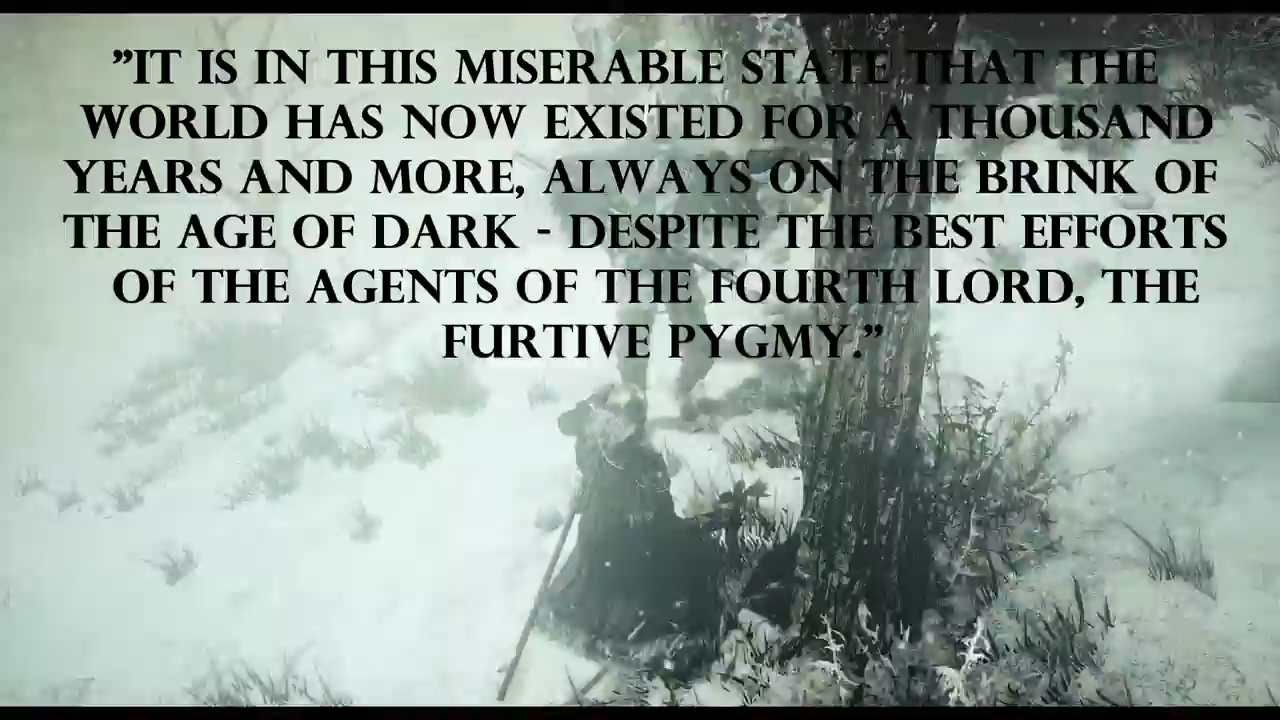 ”IT IS IN THIS MISERABLE STATE THAT THE
WORLD HAS NOW EXISTED FOR A THOUSAND
YEARS AND MORE, ALWAYS ON THE BRINK OF
THE AGE OF DARK - DESPITE THE BEST EFFORTS
OF THE AGENTS OF THE FOURTH LORD, THE
FURTIVE PYGMY.”